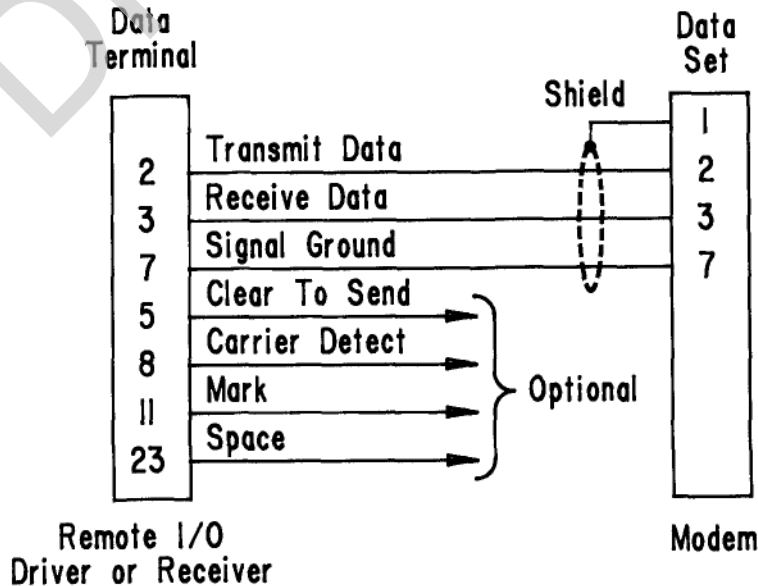 Data
Terminal
Data
Set
Shield
1
2 Transmit Data 2
3 Receive Data 3
7 Signal Ground 7
5 Clear To Send
8 Carrier Detect
11 Mark
23 Space
Optional
Remote I/O
Driver or Receiver
Modem